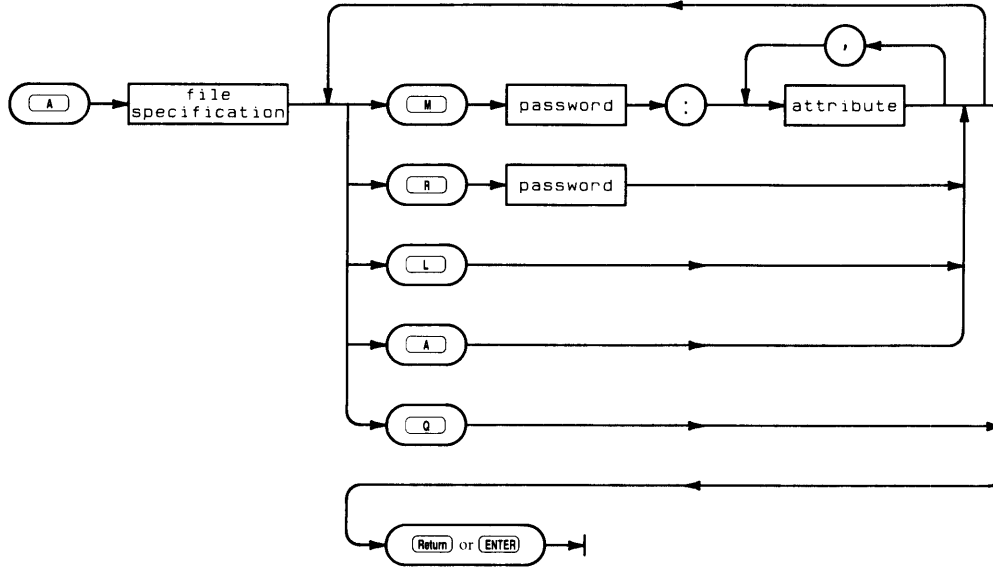 ,
A
file
specification
M
password
:
attribute
R
password
L
A
Q
Return or ENTER